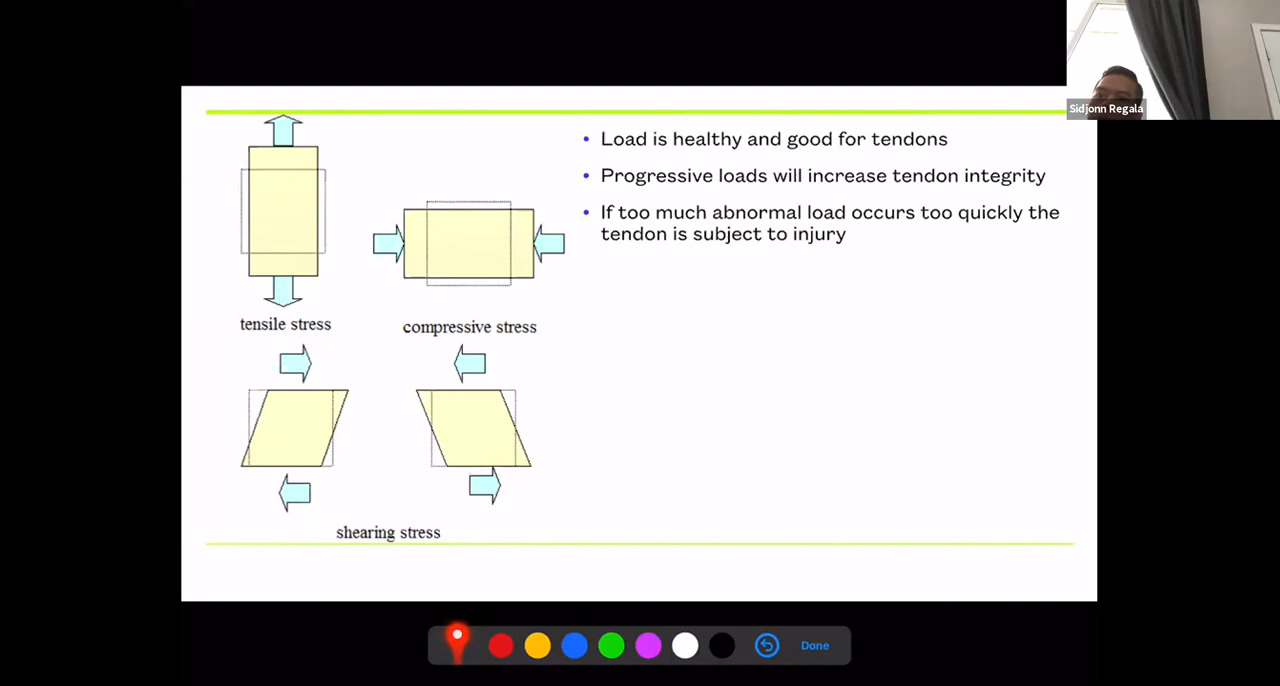 Sidjonn Regala
• Load is healthy and good for tendons
• Progressive loads will increase tendon integrity
• If too much abnormal load occurs too quickly the
tendon is subject to injury
tensile stress
compressive stress
shearing stress
Done